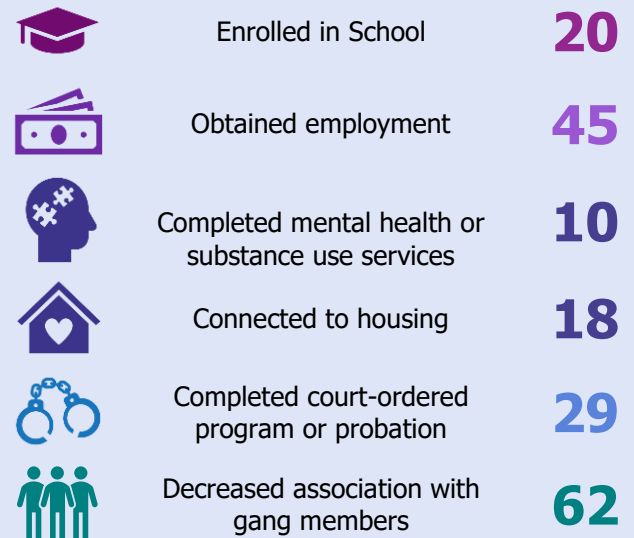 Enrolled in School 20
Obtained employment 45
Completed mental health or
substance use services 10
Connected to housing 18
Completed court-ordered
program or probation 29
Decreased association with
gang members 62